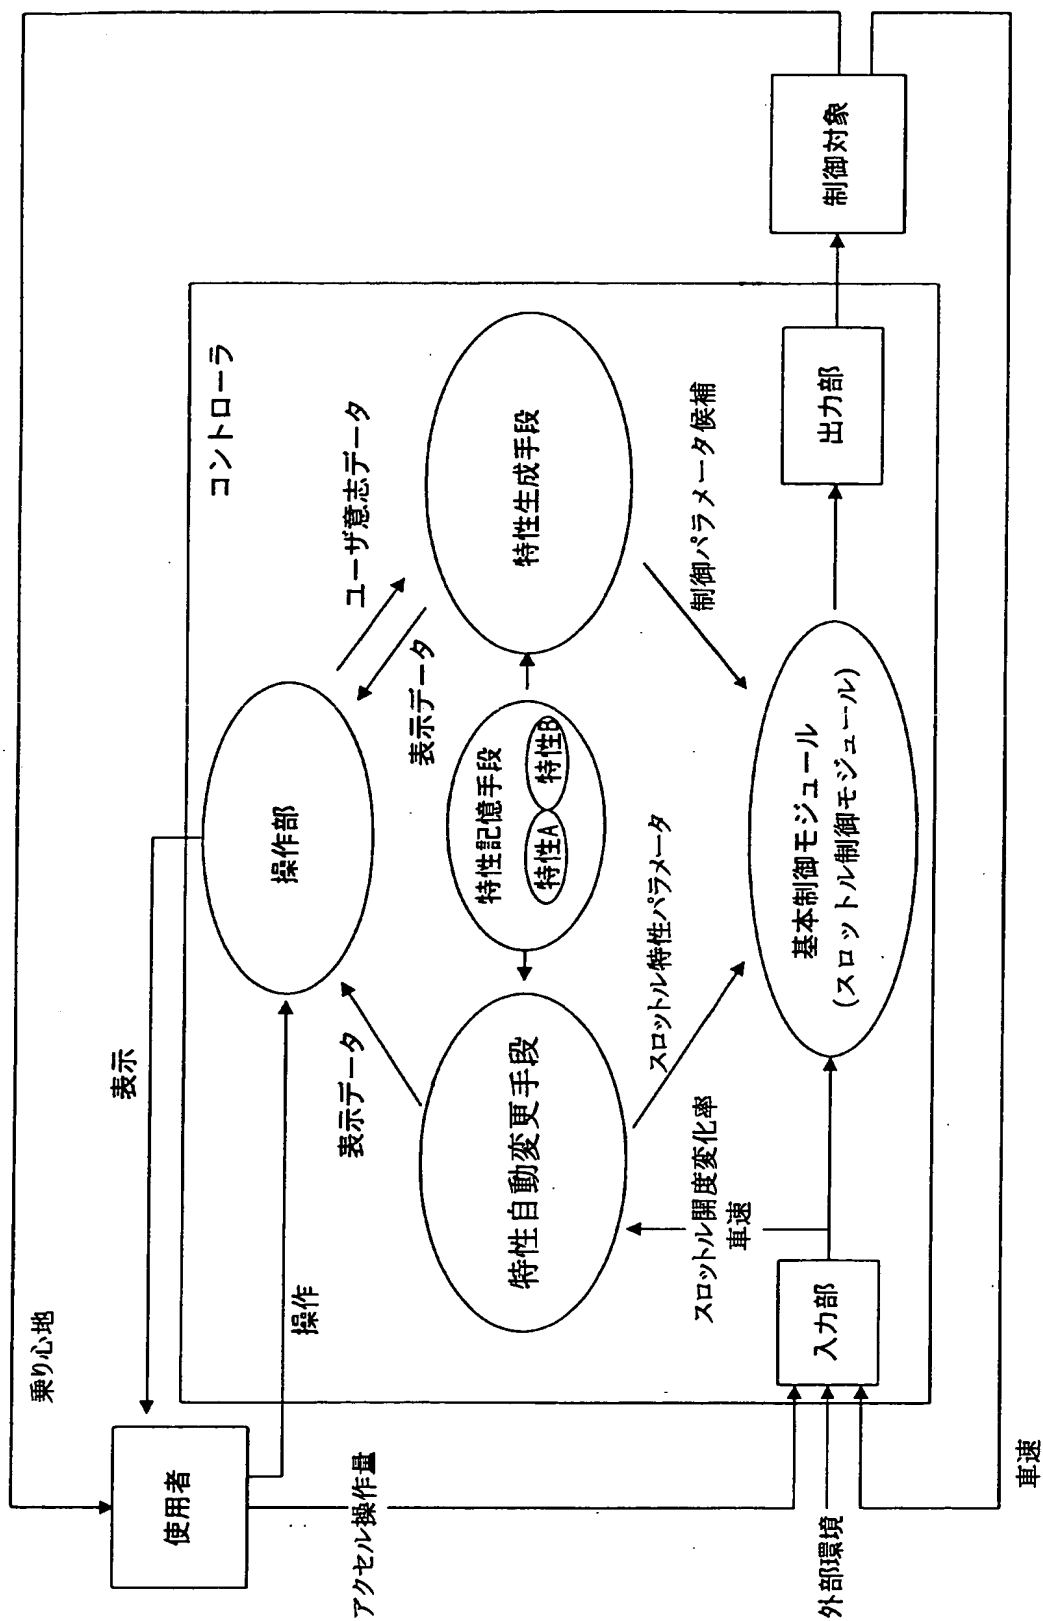 乗り心地
使用者
表示
操作
アクセル操作量
外部環境
車速
コントローラ
操作部
表示データ
表示データ
ユーザ意志データ
特性自動変更手段
特性記憶手段
特性A
特性B
特性生成手段
スロットル開度変化率
車速
スロットル特性パラメータ
制御パラメータ候補
入力部
基本制御モジュール
(スロットル制御モジュール)
出力部
制御対象